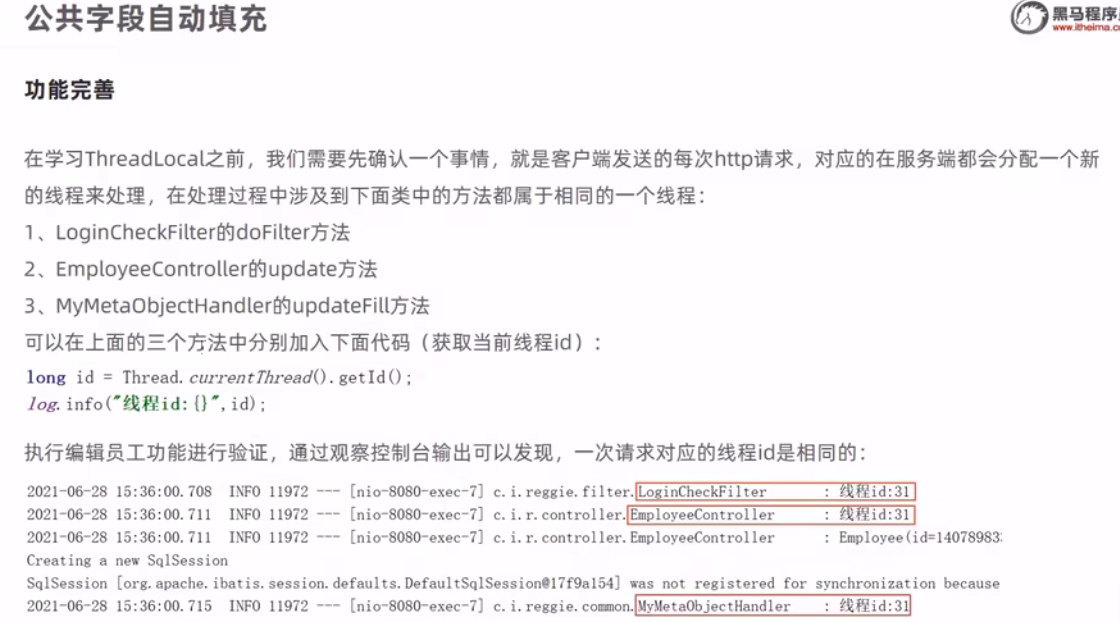 公共字段自动填充
黑马程序
www.itheima.c
功能完善
在学习ThreadLocal之前，我们需要先确认一个事情，就是客户端发送的每次http请求，对应的在服务端都会分配一个新
的线程来处理，在处理过程中涉及到下面类中的方法都属于相同的一个线程：
1、LoginCheckFilter的doFilter方法
2、EmployeeController的update方法
3、MyMetaObjectHandler的updateFill方法
可以在上面的三个方法中分别加入下面代码（获取当前线程id）：
long id = Thread.currentThread().getId();
log.info("线程id:{}",id);
执行编辑员工功能进行验证，通过观察控制台输出可以发现，一次请求对应的线程id是相同的：
2021-06-28 15:36:00.708 INFO 11972 --- [nio-8080-exec-7] c.i.reggie.filter.LoginCheckFilter : 线程id:31
2021-06-28 15:36:00.711 INFO 11972 --- [nio-8080-exec-7] c.i.r.controller.EmployeeController : 线程id:31
2021-06-28 15:36:00.711 INFO 11972 --- [nio-8080-exec-7] c.i.r.controller.EmployeeController : Employee(id=14078983
Creating a new SqlSession
SqlSession [org.apache.ibatis.session.defaults.DefaultSqlSession@17f9a154] was not registered for synchronization because
2021-06-28 15:36:00.715 INFO 11972 --- [nio-8080-exec-7] c.i.reggie.common.MyMetaObjectHandler : 线程id:31